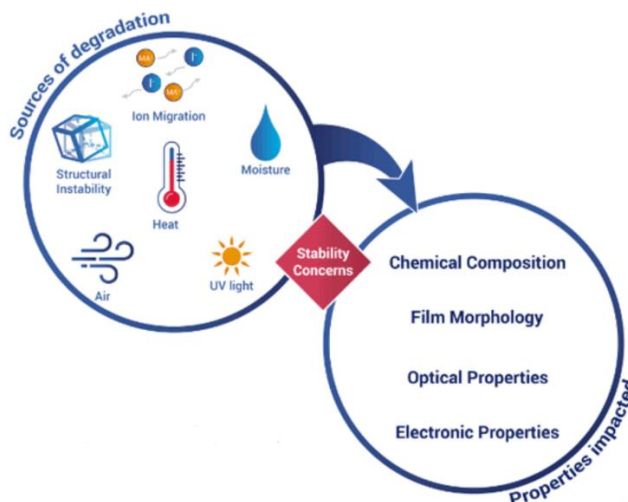 Sources of degradation
MA⁺
I⁻
I⁻
MA⁺
Ion Migration
Structural
Instability
Heat
Moisture
Air
UV light
Stability
Concerns
Chemical Composition
Film Morphology
Optical Properties
Electronic Properties
Properties impacted